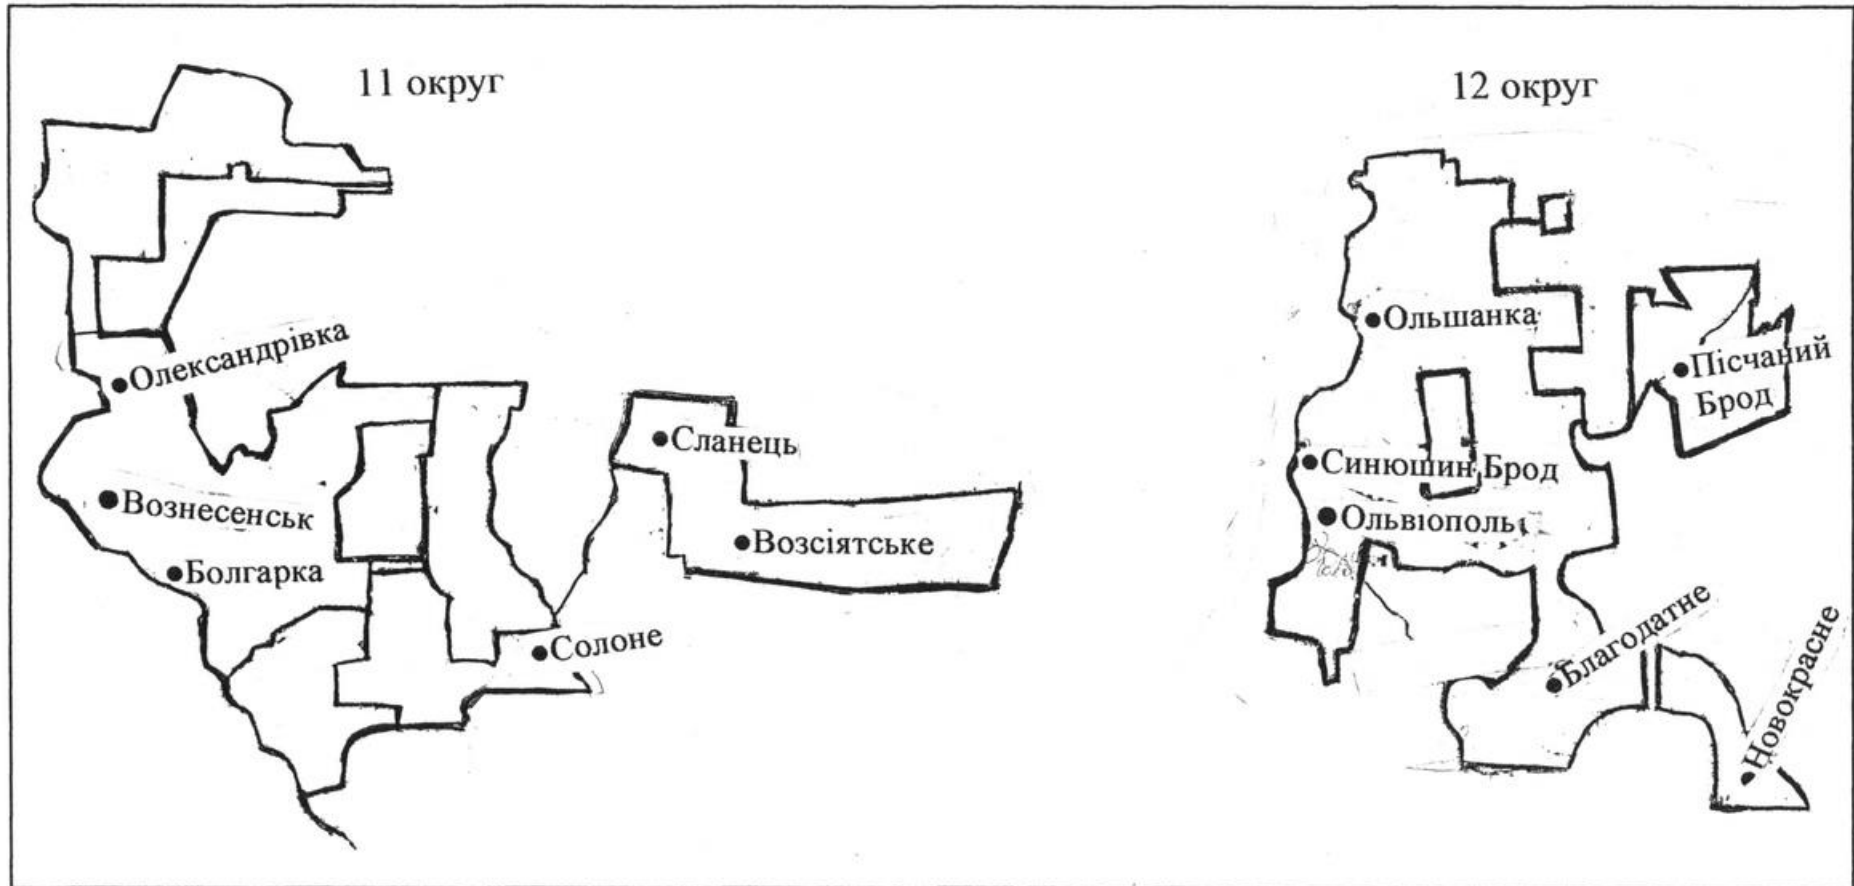 11 округ
Олександрівка
Вознесенськ
Болгарка
Солоне
Сланець
Возсіятське
12 округ
Ольшанка
Пісчаний
Брод
Синюшин Брод
Ольвіополь
Благодатне
Новокрасне